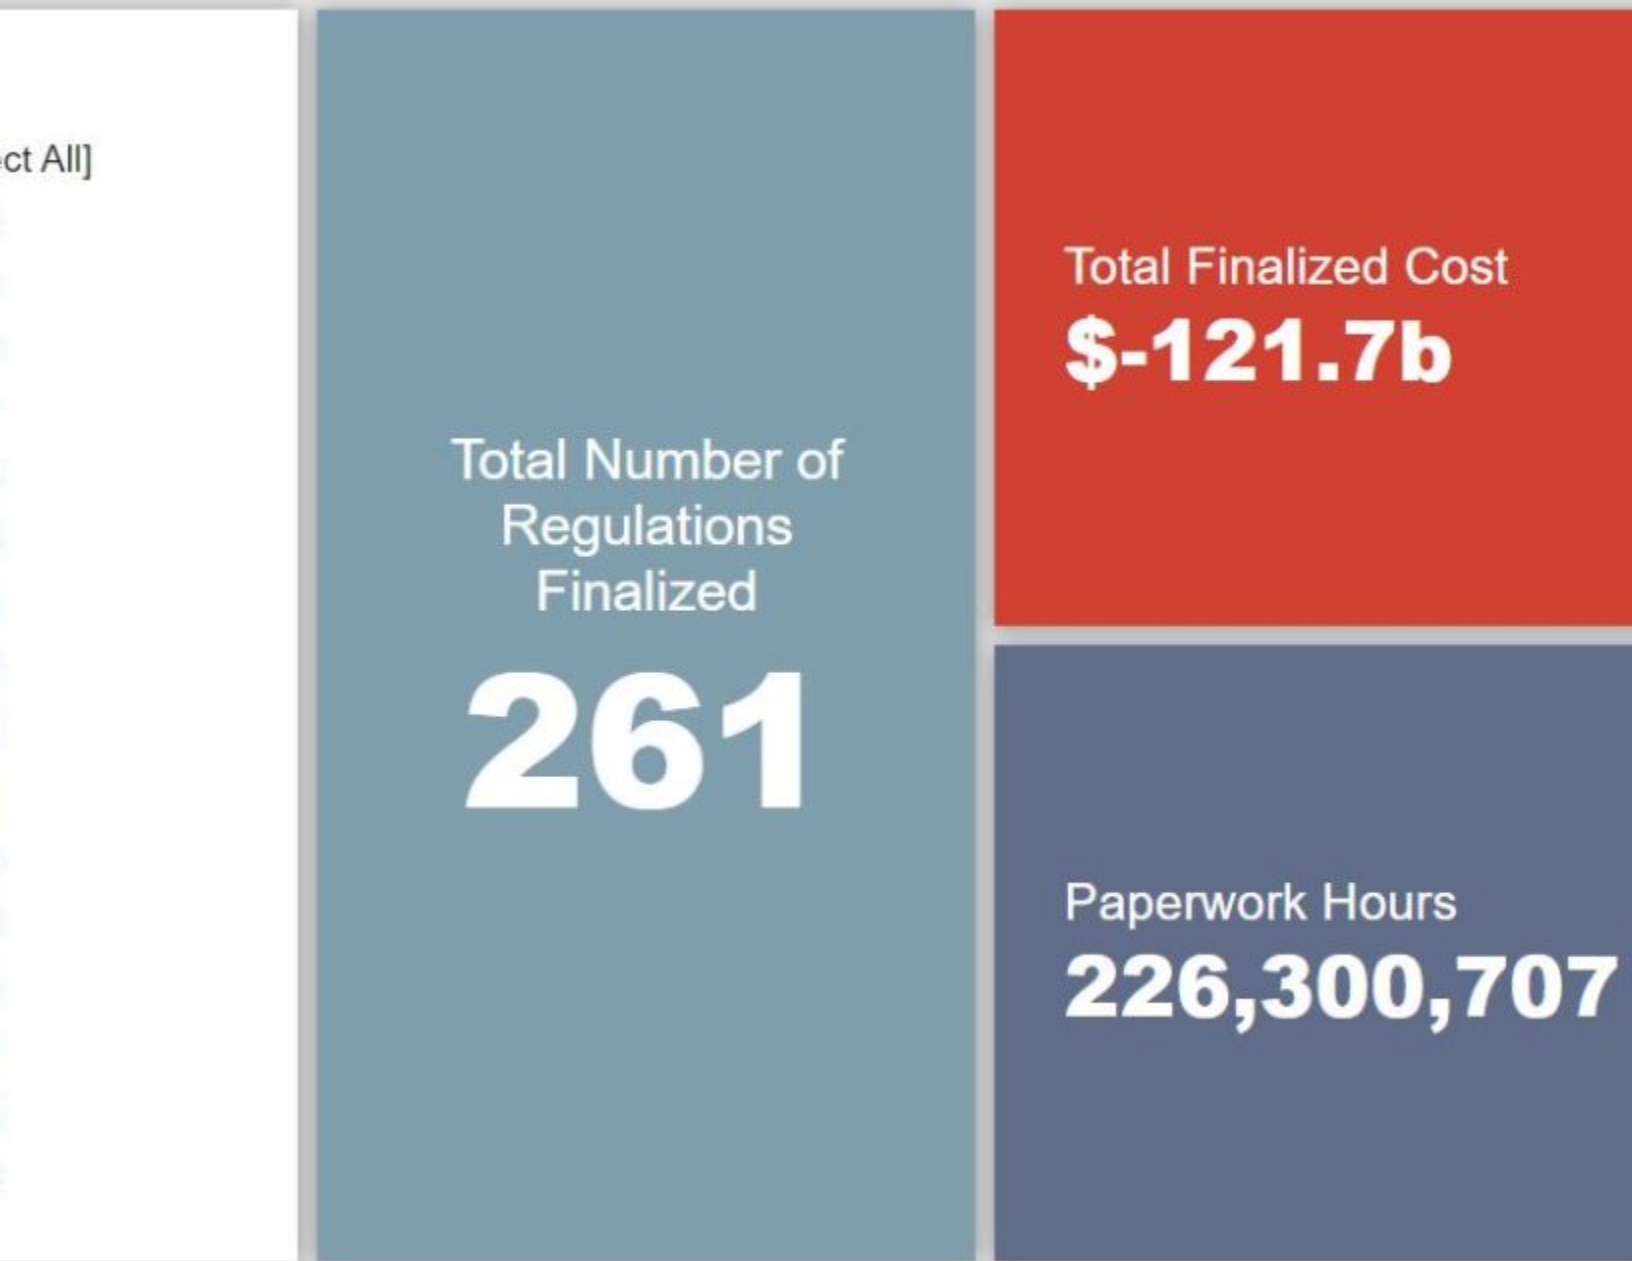 ct All]
Total Number of
Regulations
Finalized
261
Total Finalized Cost
$-121.7b
Paperwork Hours
226,300,707